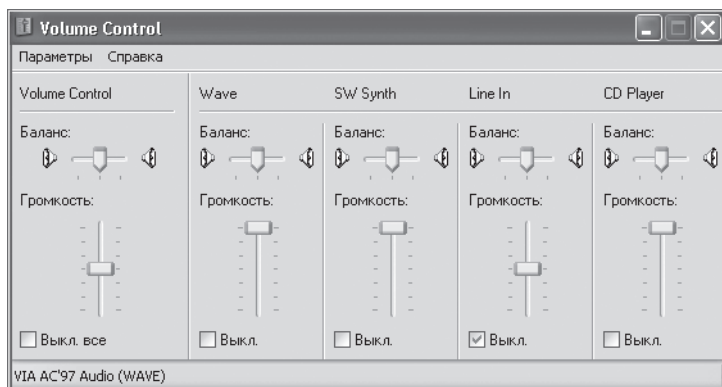 Volume Control
Параметры Справка
Volume Control Wave SW Synth Line In CD Player
Баланс: Баланс: Баланс: Баланс: Баланс:
Громкость: Громкость: Громкость: Громкость: Громкость:
Выкл. все Выкл. Выкл. Выкл. Выкл.
VIA AC'97 Audio (WAVE)